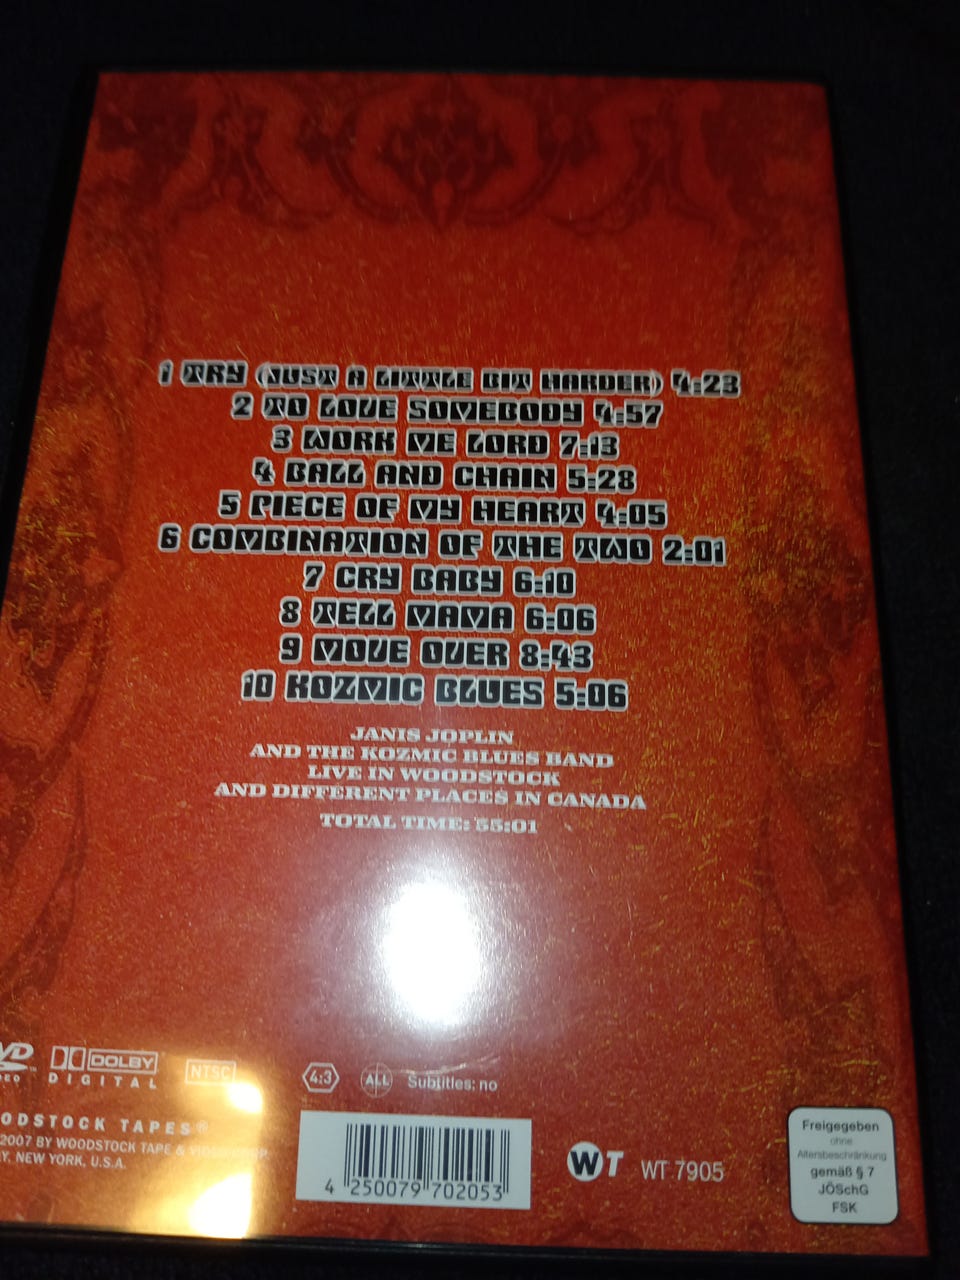 1 TRY (JUST A LITTLE BIT HARDER) 4:23
2 TO LOVE SOMEBODY 4:57
3 WORK ME LORD 7:13
4 BALL AND CHAIN 5:28
5 PIECE OF MY HEART 4:05
6 COMBINATION OF THE TWO 2:01
7 CRY BABY 6:10
8 TELL MAMA 6:06
9 MOVE OVER 8:43
10 KOZMIC BLUES 5:06
JANIS JOPLIN
AND THE KOZMIC BLUES BAND
LIVE IN WOODSTOCK
AND DIFFERENT PLACES IN CANADA
TOTAL TIME: 55:01
DOLBY
DIGITAL
NTSC
4:3
ALL
Subtitles: no
TAPES®
2007 BY WOODSTOCK TAPE &
NEW YORK, U.S.A.
4 250079 702053
WT
WT 7905
Freigegeben
ohne
Altersbeschränkung
gemäß § 7
JÖSchG
FSK